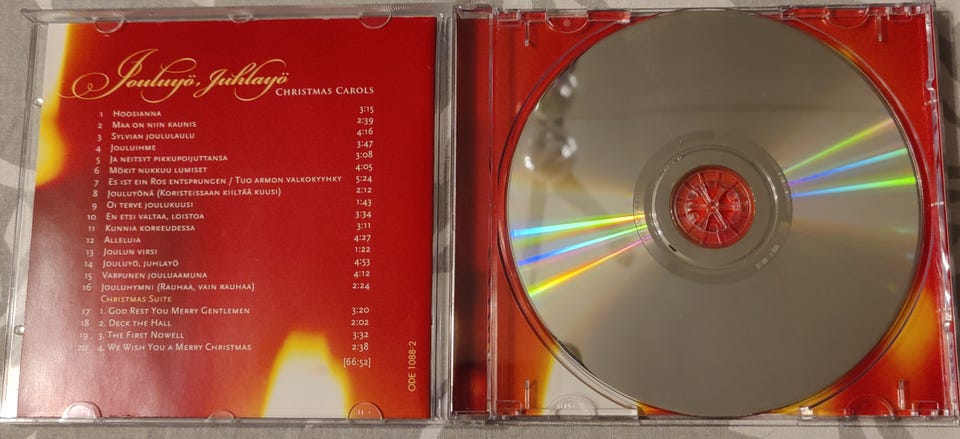 Jouluyö, juhlayö
CHRISTMAS CAROLS
1 HOOSIANNA 3:15
2 MAA ON NIIN KAUNIS 2:39
3 SYLVIAN JOULULAULU 4:16
4 JOULUIHME 3:47
5 JA NEITSYT PIKKUPOIJUTTANSA 3:08
6 MÖKIT NUKKUU LUMISET 4:05
7 ES IST EIN ROS ENTSPRUNGEN / TUO ARMON VALKOKYYHKY 5:24
8 JOULUYÖNÄ (KORISTEISSAAN KIILTÄÄ KUUSI) 2:12
9 OI TERVE JOULUKUUSI 1:43
10 EN ETSI VALTAA, LOISTOA 3:34
11 KUNNIA KORKEUDESSA 3:11
12 ALLELUIA 4:27
13 JOULUN VIRSI 1:22
14 JOULUYÖ, JUHLAYÖ 4:53
15 VARPUNEN JOULUAAMUNA 4:12
16 JOULUHYMNI (RAUHAA, VAIN RAUHAA) 2:24
CHRISTMAS SUITE
17 1. GOD REST YOU MERRY GENTLEMEN 3:20
18 2. DECK THE HALL 2:02
19 3. THE FIRST NOWELL 3:32
20 4. WE WISH YOU A MERRY CHRISTMAS 2:38
[66:52]
ODE 1088-2